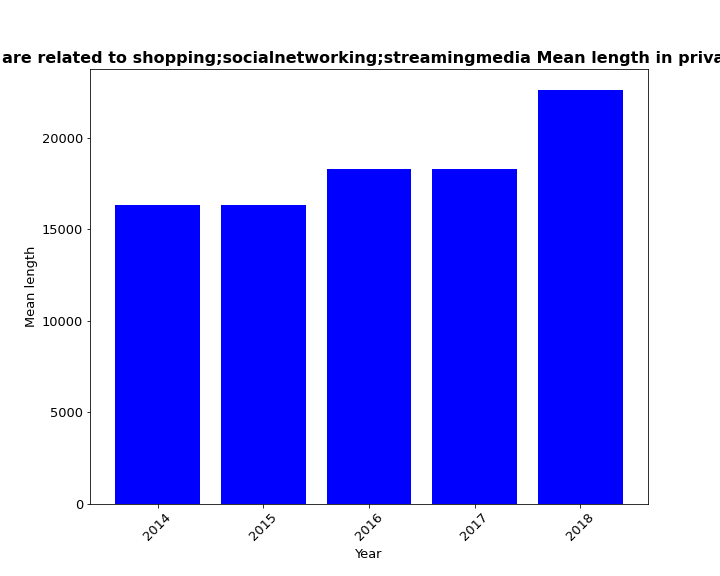 are related to shopping;socialnetworking;streamingmedia Mean length in priva
20000
15000
10000
5000
0
Mean length
2014 2015 2016 2017 2018
Year